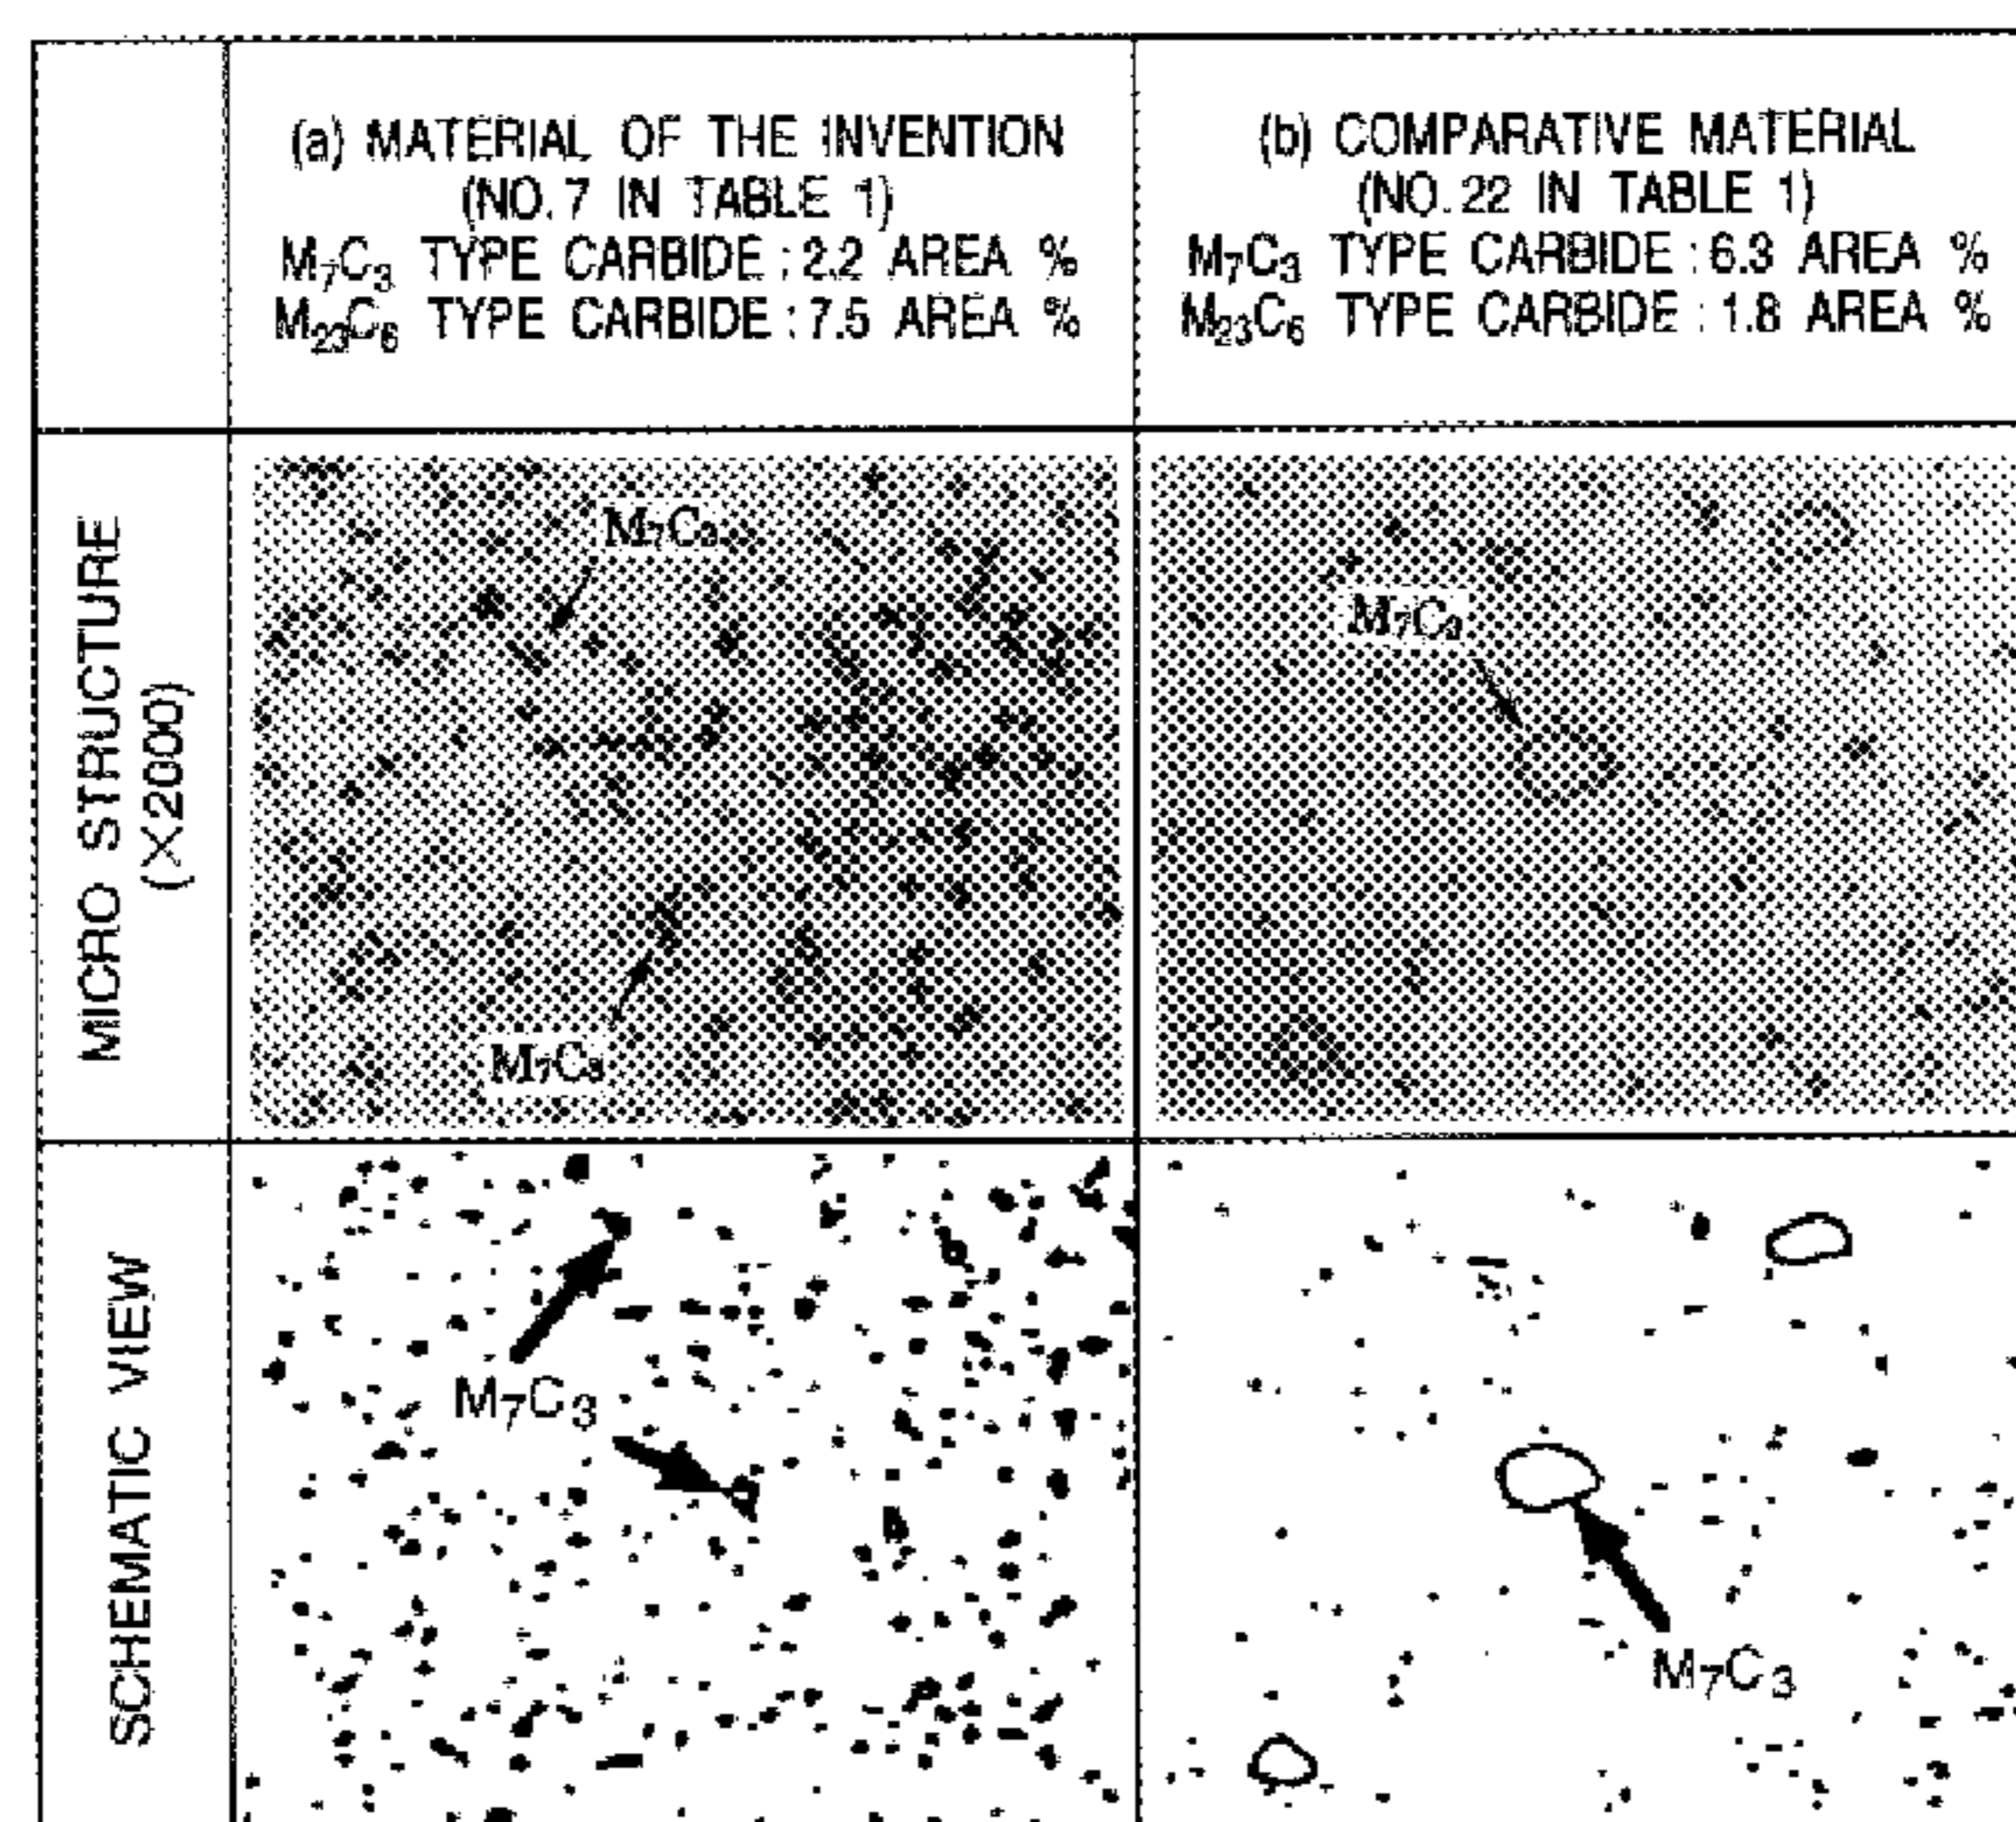 (a) MATERIAL OF THE INVENTION
(NO. 7 IN TABLE 1)
M₇C₃ TYPE CARBIDE : 2.2 AREA %
M₂₃C₆ TYPE CARBIDE : 7.5 AREA %
(b) COMPARATIVE MATERIAL
(NO. 22 IN TABLE 1)
M₇C₃ TYPE CARBIDE : 6.3 AREA %
M₂₃C₆ TYPE CARBIDE : 1.8 AREA %
MICRO STRUCTURE
(×2000)
M₇C₃
M₇C₃
M₇C₃
SCHEMATIC VIEW
M₇C₃
M₇C₃